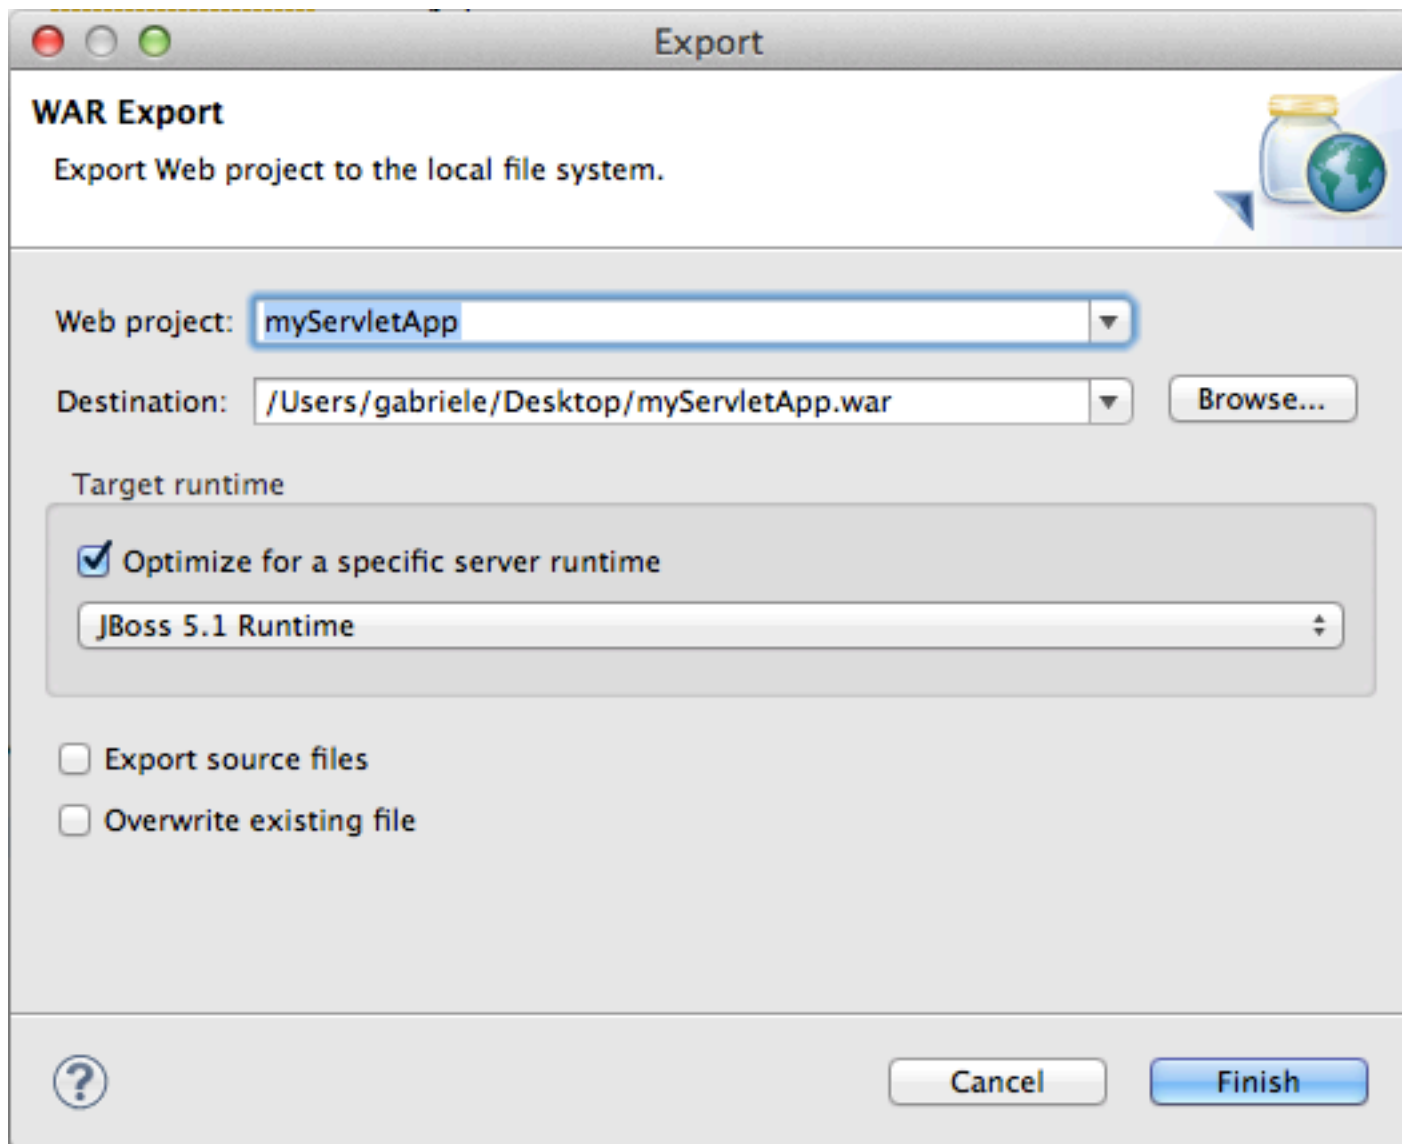 Export
WAR Export
Export Web project to the local file system.
Web project: myServletApp
Destination: /Users/gabriele/Desktop/myServletApp.war Browse...
Target runtime
Optimize for a specific server runtime
JBoss 5.1 Runtime
Export source files
Overwrite existing file
? Cancel Finish